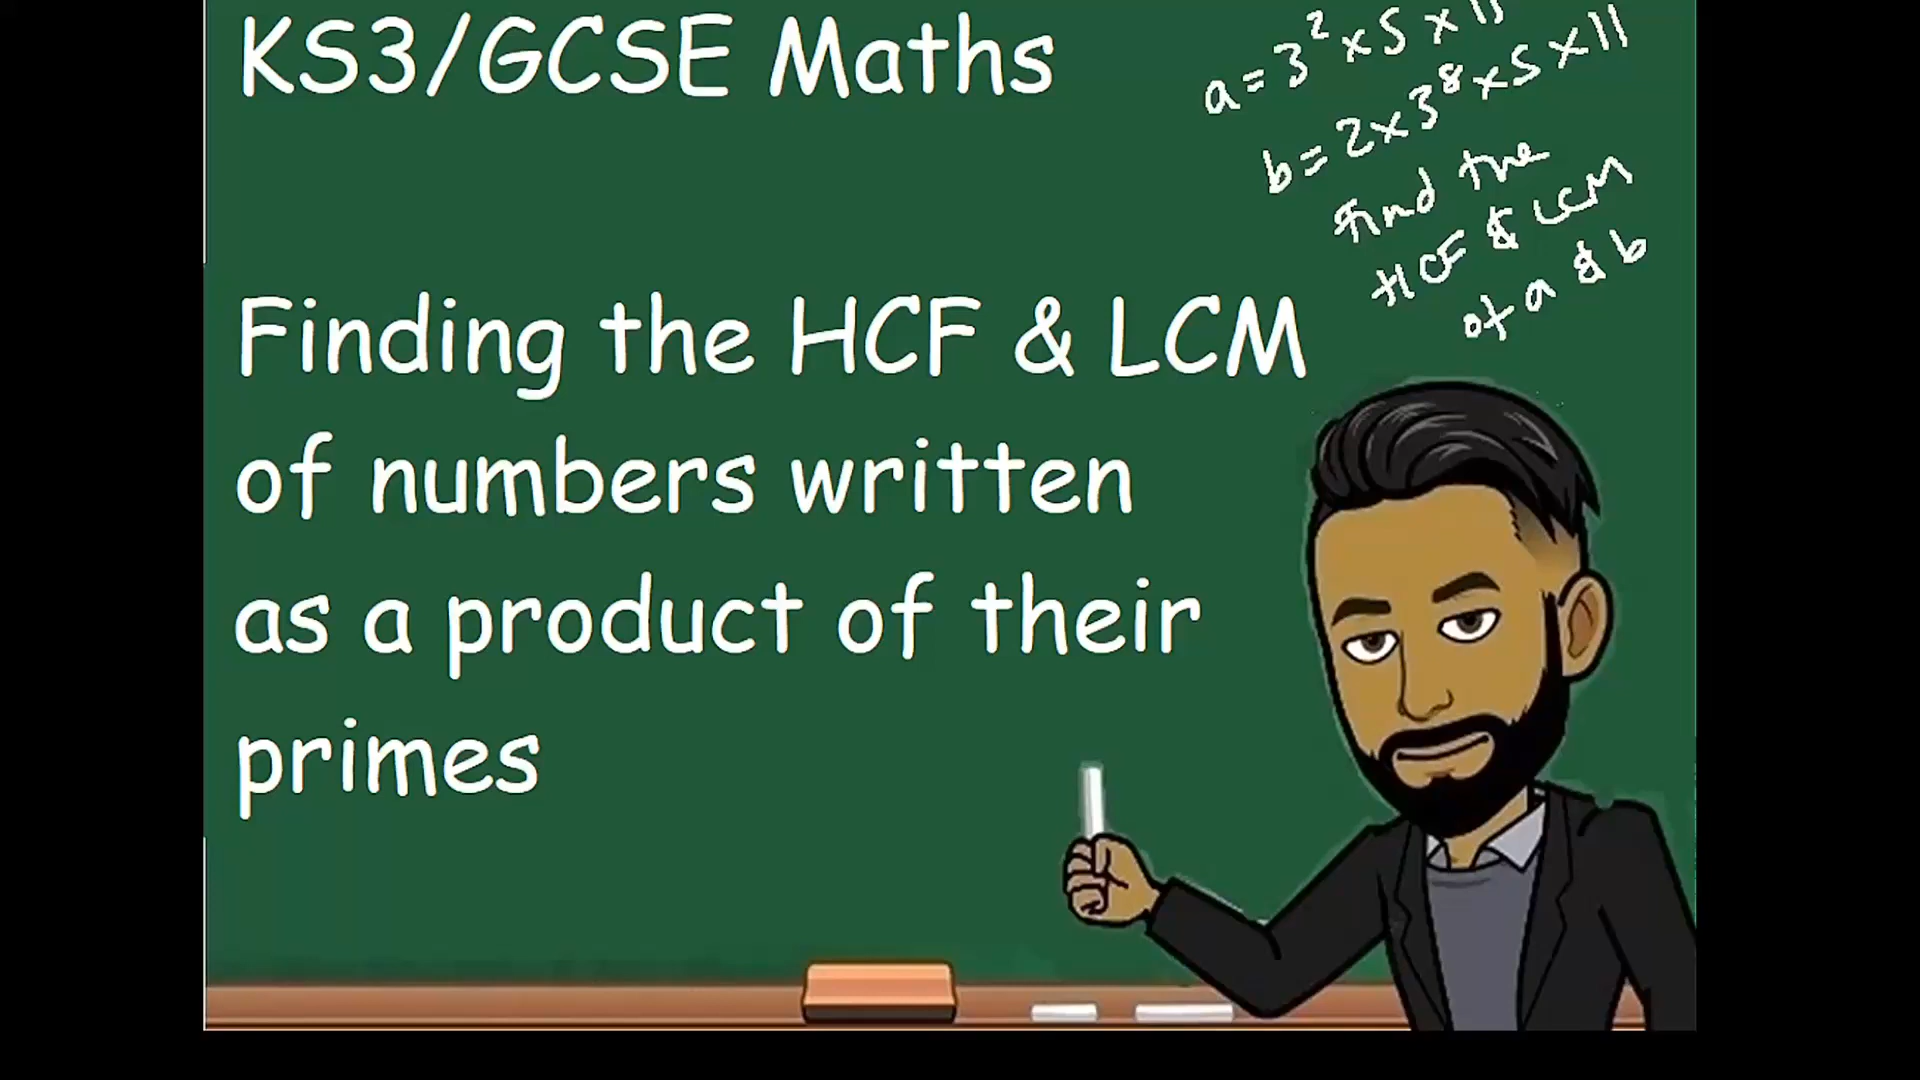 KS3/GCSE Maths
Finding the HCF & LCM
of numbers written
as a product of their
primes
a = 3² × 5 ×
b = 2 × 3⁸ × 5 × 11
find the
HCF & LCM
of a & b